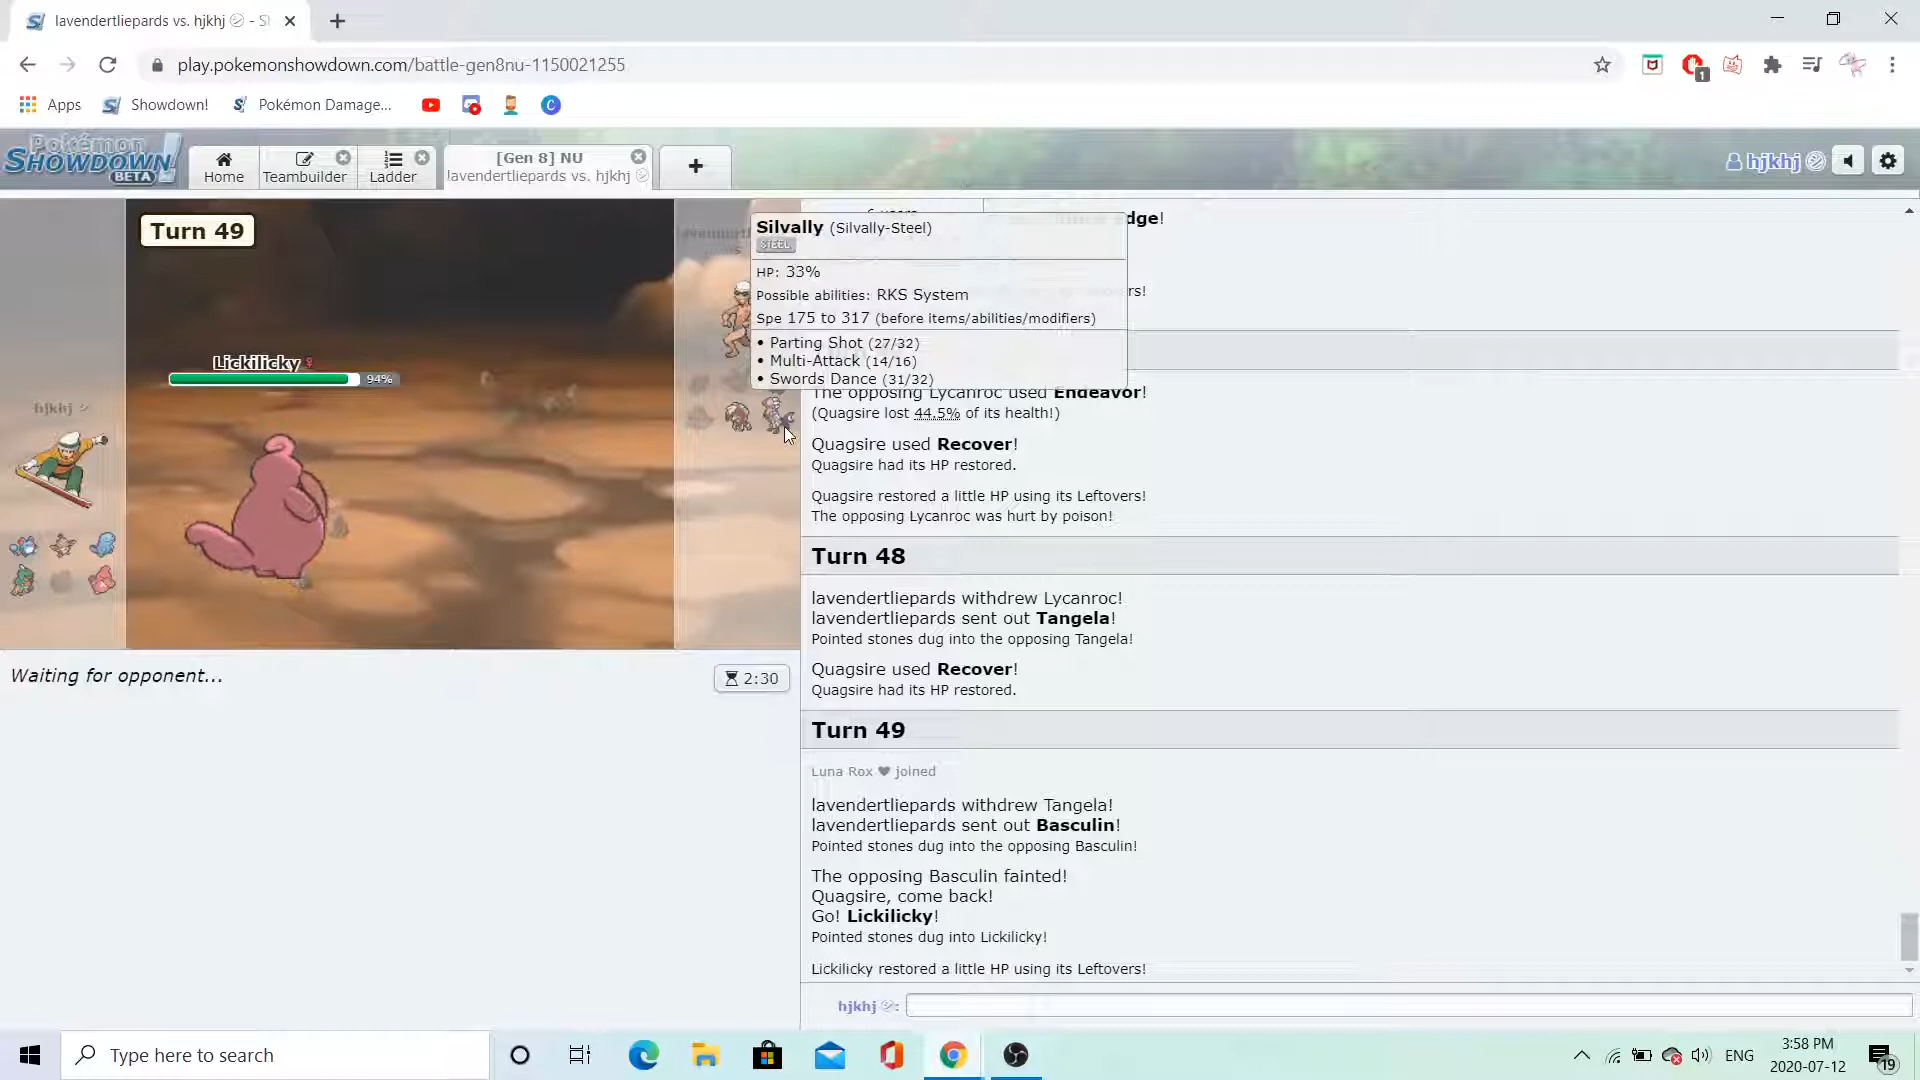 lavendertliepards vs. hjkhj
play.pokemonshowdown.com/battle-gen8nu-1150021255
1
Apps
Showdown!
Pokémon Damage...
Pokémon
SHOWDOWN!
BETA
Home
Teambuilder
Ladder
[Gen 8] NU
lavendertliepards vs. hjkhj
+
hjkhj
Turn 49
Lickilicky
94%
hjkhj
Silvally (Silvally-Steel)
STEEL
HP: 33%
Possible abilities: RKS System
Spe 175 to 317 (before items/abilities/modifiers)
• Parting Shot (27/32)
• Multi-Attack (14/16)
• Swords Dance (31/32)
dge!
rs!
The opposing Lycanroc used Endeavor!
(Quagsire lost 44.5% of its health!)
Quagsire used Recover!
Quagsire had its HP restored.
Quagsire restored a little HP using its Leftovers!
The opposing Lycanroc was hurt by poison!
Turn 48
lavendertliepards withdrew Lycanroc!
lavendertliepards sent out Tangela!
Pointed stones dug into the opposing Tangela!
Quagsire used Recover!
Quagsire had its HP restored.
Turn 49
Luna Rox ♥ joined
lavendertliepards withdrew Tangela!
lavendertliepards sent out Basculin!
Pointed stones dug into the opposing Basculin!
The opposing Basculin fainted!
Quagsire, come back!
Go! Lickilicky!
Pointed stones dug into Lickilicky!
Lickilicky restored a little HP using its Leftovers!
Waiting for opponent...
2:30
hjkhj :
Type here to search
ENG
3:58 PM
2020-07-12
19